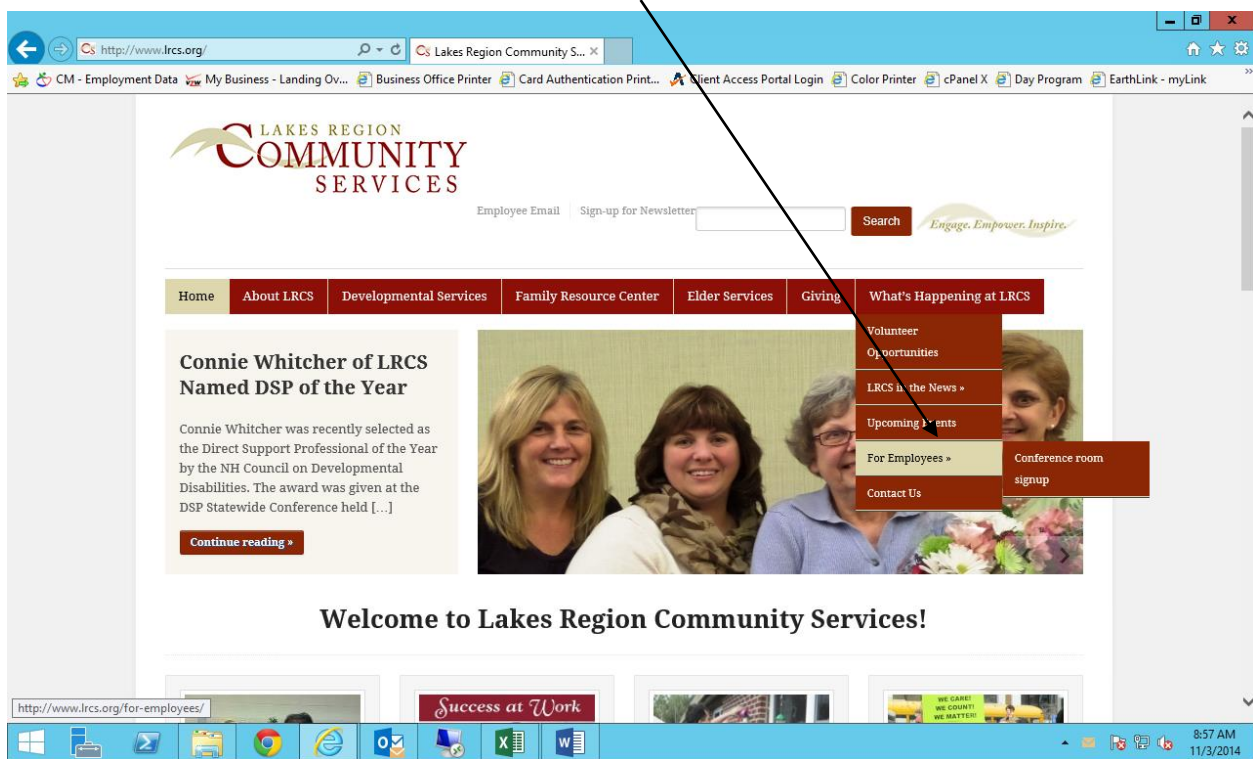 http://www.lrcs.org/
Lakes Region Community S...
CM - Employment Data
My Business - Landing Ov...
Business Office Printer
Card Authentication Print...
Client Access Portal Login
Color Printer
cPanel X
Day Program
EarthLink - myLink
LAKES REGION
COMMUNITY
SERVICES
Employee Email
Sign-up for Newsletter
Search
Engage. Empower. Inspire.
Home
About LRCS
Developmental Services
Family Resource Center
Elder Services
Giving
What's Happening at LRCS
Volunteer
Opportunities
LRCS in the News »
Upcoming Events
For Employees »
Conference room
signup
Contact Us
Connie Whitcher of LRCS
Named DSP of the Year
Connie Whitcher was recently selected as
the Direct Support Professional of the Year
by the NH Council on Developmental
Disabilities. The award was given at the
DSP Statewide Conference held […]
Continue reading »
Welcome to Lakes Region Community Services!
Success at Work
WE CARE!
WE COUNT!
WE MATTER!
http://www.lrcs.org/for-employees/
8:57 AM
11/3/2014